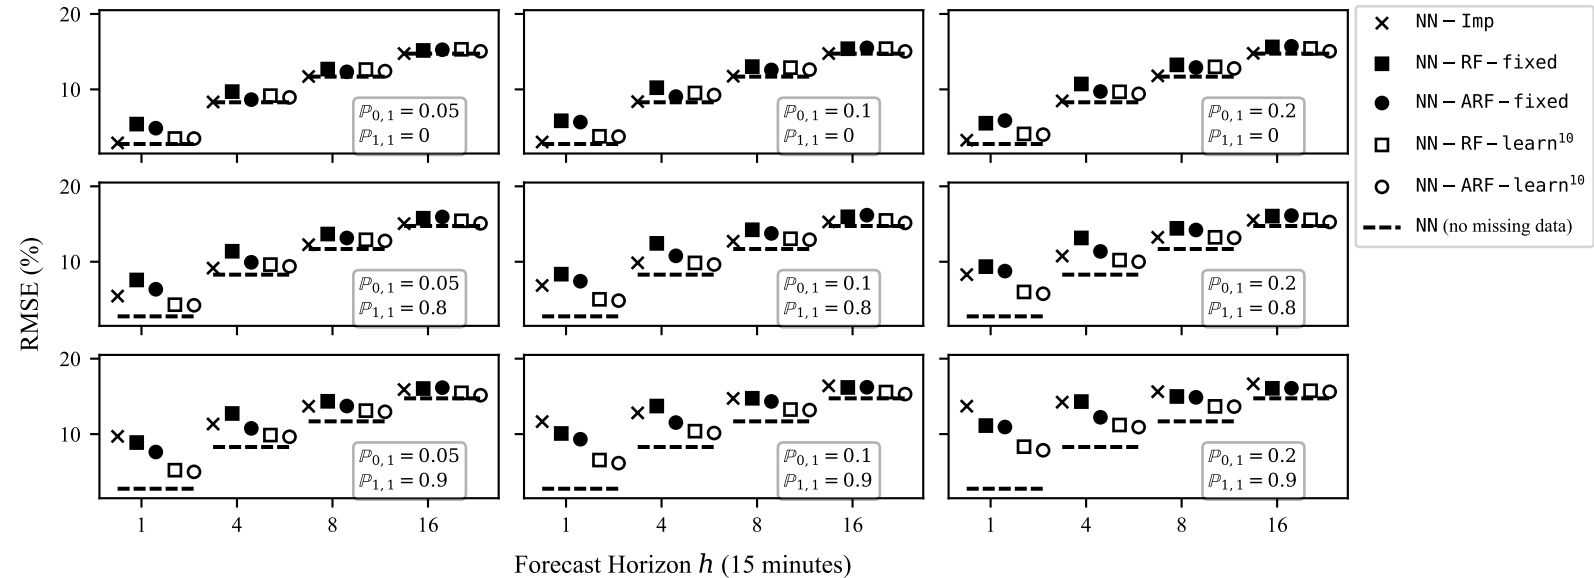 20
10
ℙ0,1 = 0.05
ℙ1,1 = 0
ℙ0,1 = 0.1
ℙ1,1 = 0
ℙ0,1 = 0.2
ℙ1,1 = 0
NN−Imp
NN−RF−fixed
NN−ARF−fixed
NN−RF−learn¹⁰
NN−ARF−learn¹⁰
NN (no missing data)
RMSE (%)
20
10
ℙ0,1 = 0.05
ℙ1,1 = 0.8
ℙ0,1 = 0.1
ℙ1,1 = 0.8
ℙ0,1 = 0.2
ℙ1,1 = 0.8
20
10
ℙ0,1 = 0.05
ℙ1,1 = 0.9
ℙ0,1 = 0.1
ℙ1,1 = 0.9
ℙ0,1 = 0.2
ℙ1,1 = 0.9
1 4 8 16
1 4 8 16
1 4 8 16
Forecast Horizon h (15 minutes)